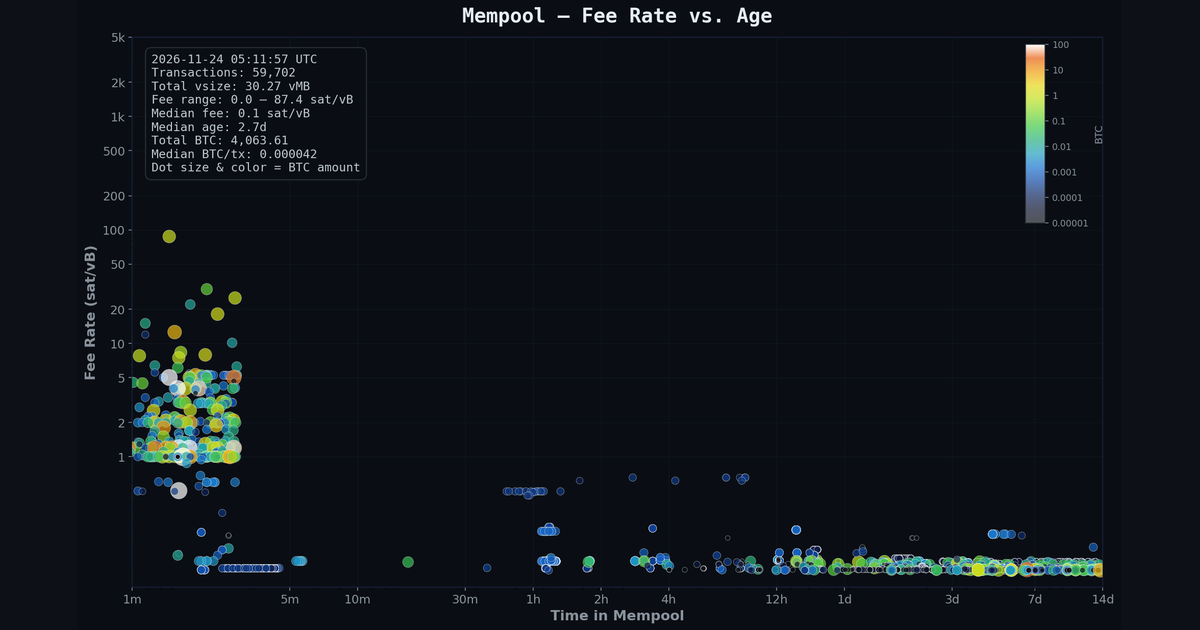 Mempool — Fee Rate vs. Age
2026-11-24 05:11:57 UTC
Transactions: 59,702
Total vsize: 30.27 vMB
Fee range: 0.0 — 87.4 sat/vB
Median fee: 0.1 sat/vB
Median age: 2.7d
Total BTC: 4,063.61
Median BTC/tx: 0.000042
Dot size & color = BTC amount
100
10
1
0.1
0.01
0.001
0.0001
0.00001
BTC
5k
2k
1k
500
200
100
50
20
10
5
2
1
Fee Rate (sat/vB)
1m 5m 10m 30m 1h 2h 4h 12h 1d 3d 7d 14d
Time in Mempool